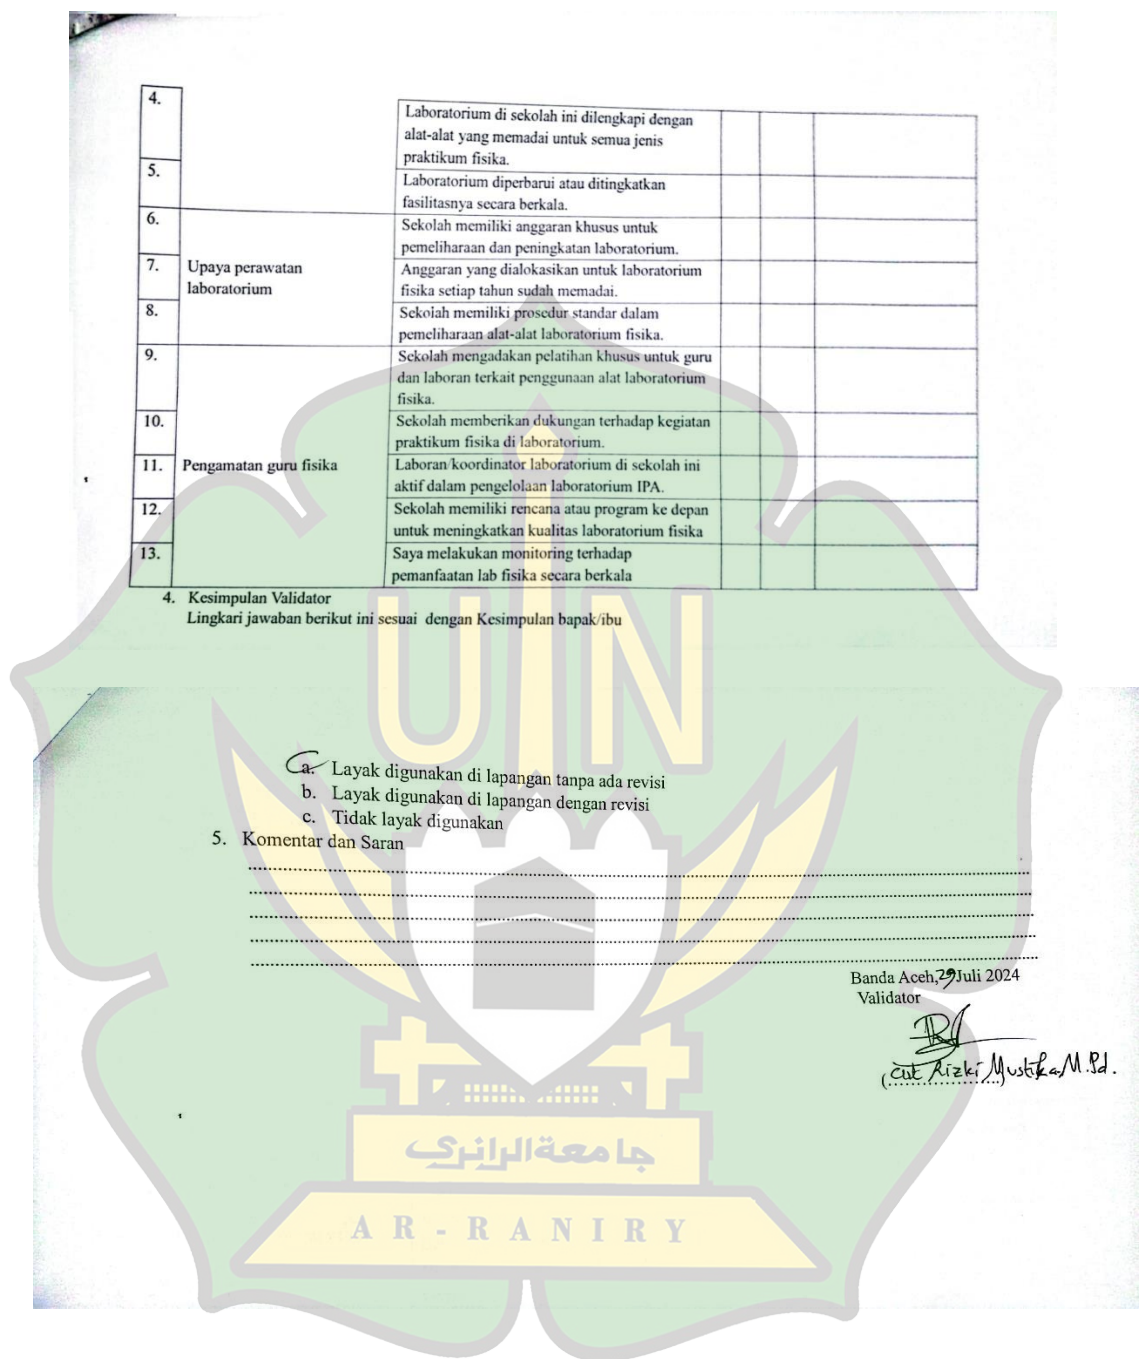 4.
Laboratorium di sekolah ini dilengkapi dengan
alat-alat yang memadai untuk semua jenis
praktikum fisika.
5.
Laboratorium diperbarui atau ditingkatkan
fasilitasnya secara berkala.
6.
Sekolah memiliki anggaran khusus untuk
pemeliharaan dan peningkatan laboratorium.
7.
Upaya perawatan
laboratorium
Anggaran yang dialokasikan untuk laboratorium
fisika setiap tahun sudah memadai.
8.
Sekolah memiliki prosedur standar dalam
pemeliharaan alat-alat laboratorium fisika.
9.
Sekolah mengadakan pelatihan khusus untuk guru
dan laboran terkait penggunaan alat laboratorium
fisika.
10.
Sekolah memberikan dukungan terhadap kegiatan
praktikum fisika di laboratorium.
11.
Pengamatan guru fisika
Laboran/koordinator laboratorium di sekolah ini
aktif dalam pengelolaan laboratorium IPA.
12.
Sekolah memiliki rencana atau program ke depan
untuk meningkatkan kualitas laboratorium fisika
13.
Saya melakukan monitoring terhadap
pemanfaatan lab fisika secara berkala
4. Kesimpulan Validator
Lingkari jawaban berikut ini sesuai dengan Kesimpulan bapak/ibu
UIN
a. Layak digunakan di lapangan tanpa ada revisi
b. Layak digunakan di lapangan dengan revisi
c. Tidak layak digunakan
5. Komentar dan Saran
Banda Aceh, 29 Juli 2024
Validator
(Cut Rizki Mustika, M.Pd.
جامعة الرانري
AR-RANIRY